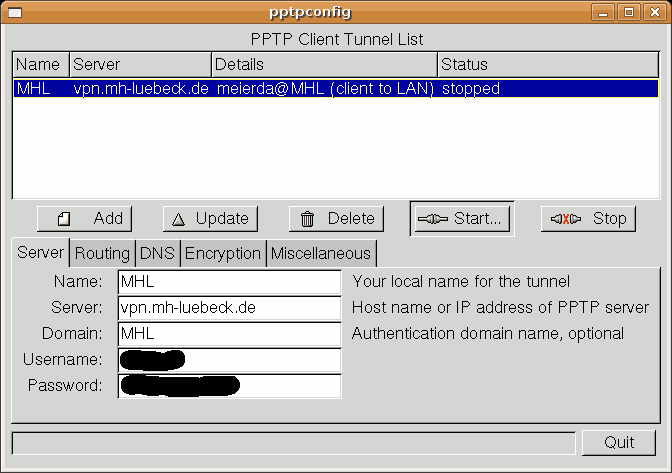 pptpconfig
PPTP Client Tunnel List
Name Server Details Status
MHL vpn.mh-luebeck.de meierda@MHL (client to LAN) stopped
Add Update Delete Start... Stop
Server Routing DNS Encryption Miscellaneous
Name: MHL Your local name for the tunnel
Server: vpn.mh-luebeck.de Host name or IP address of PPTP server
Domain: MHL Authentication domain name, optional
Username:
Password:
Quit